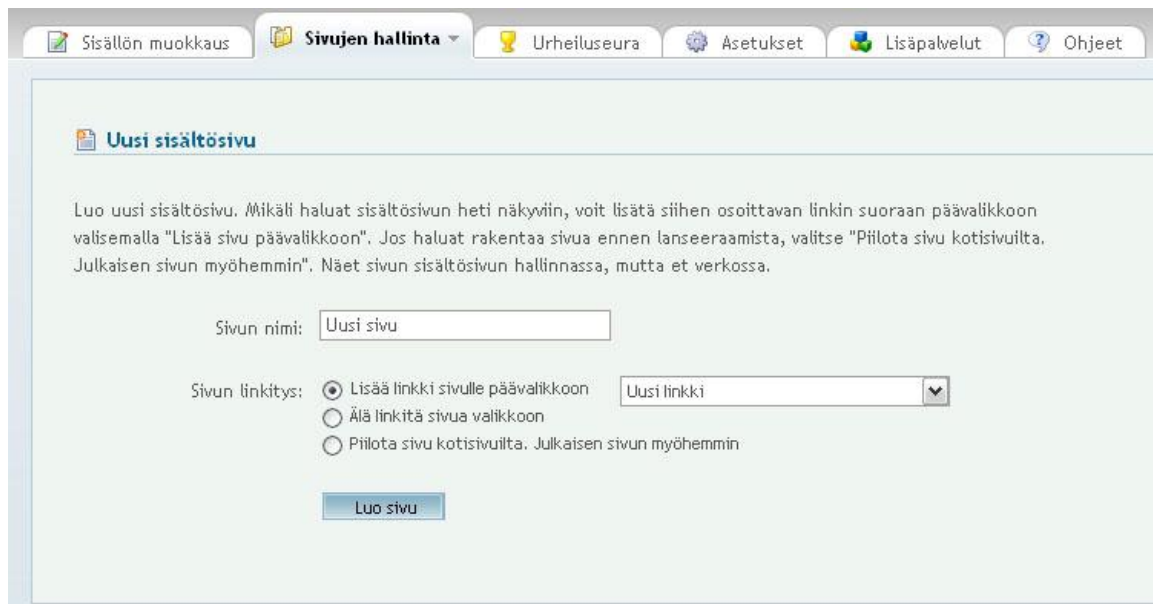 Sisällön muokkaus Sivujen hallinta Urheiluseura Asetukset Lisäpalvelut Ohjeet
Uusi sisältösivu
Luo uusi sisältösivu. Mikäli haluat sisältösivun heti näkyviin, voit lisätä siihen osoittavan linkin suoraan päävalikkoon
valisemalla "Lisää sivu päävalikkoon". Jos haluat rakentaa sivua ennen lanseeraamista, valitse "Piilota sivu kotisivuilta.
Julkaisen sivun myöhemmin". Näet sivun sisältösivun hallinnassa, mutta et verkossa.
Sivun nimi: Uusi sivu
Sivun linkitys: Lisää linkki sivulle päävalikkoon Uusi linkki
Älä linkitä sivua valikkoon
Piilota sivu kotisivuilta. Julkaisen sivun myöhemmin
Luo sivu